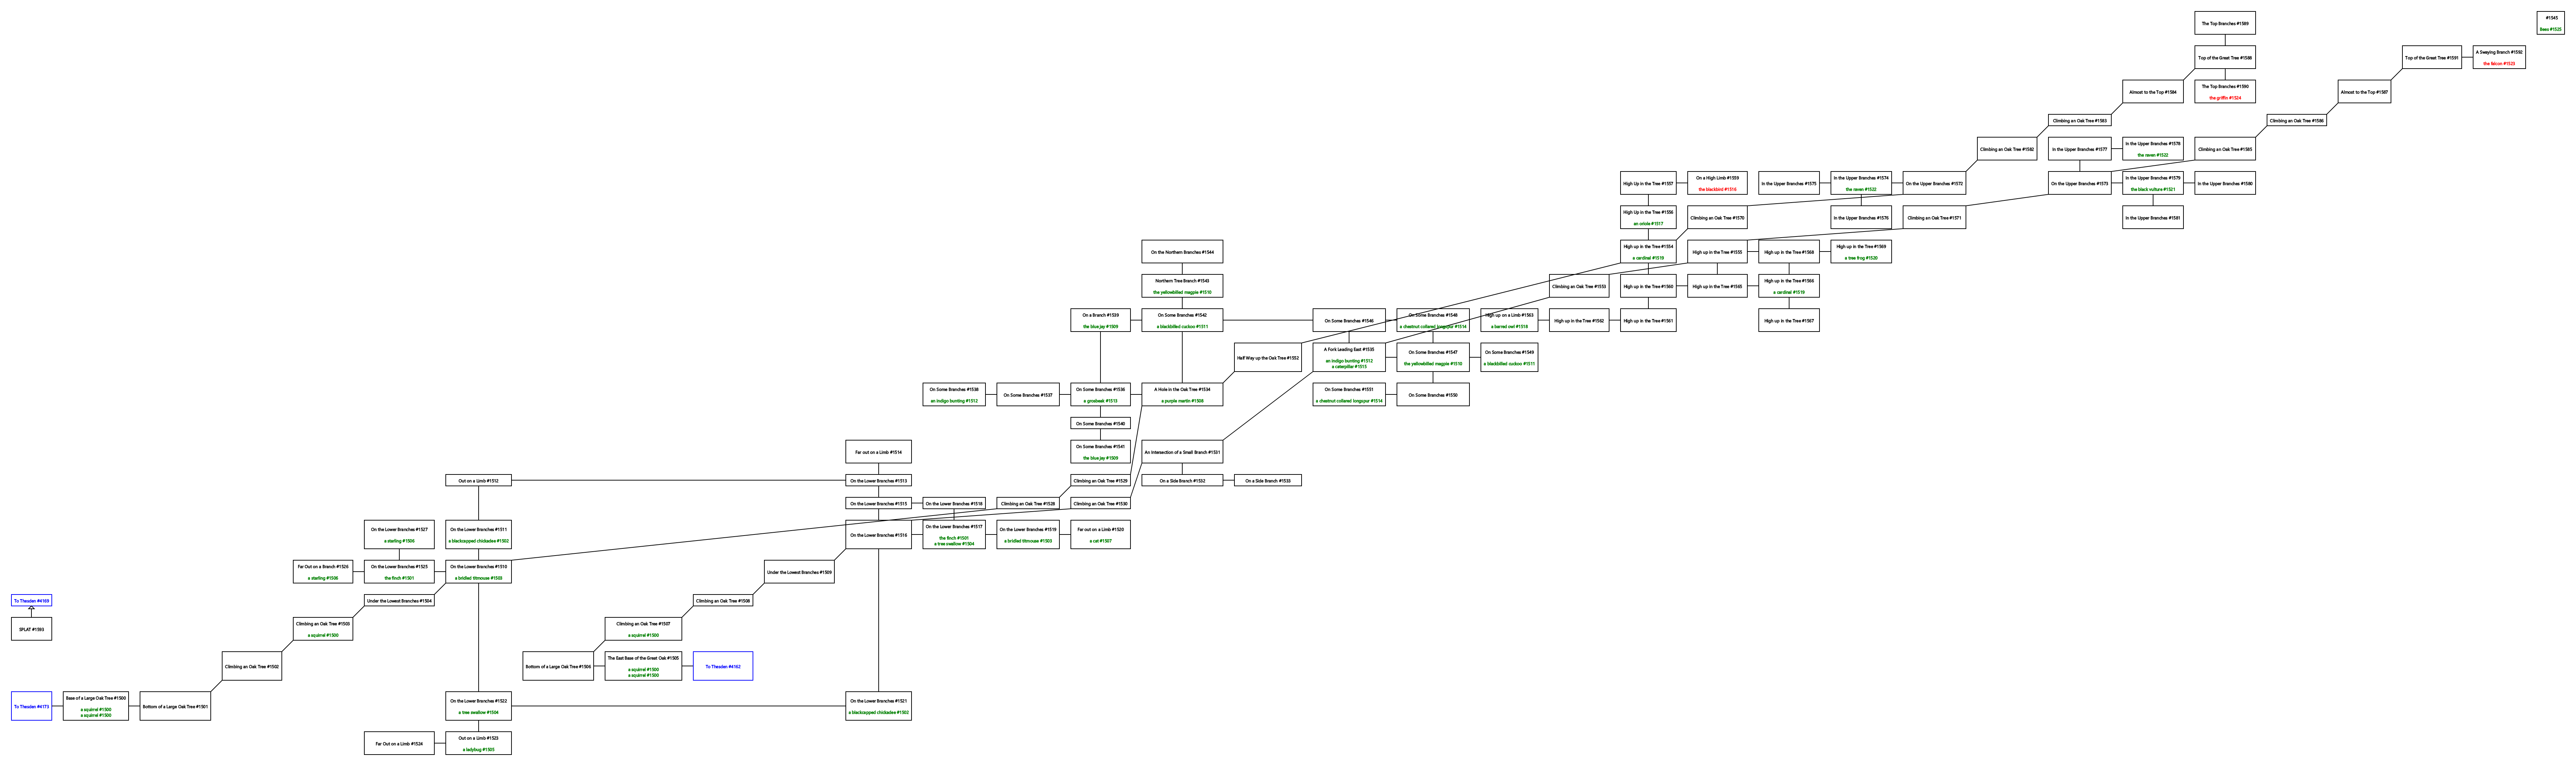 The Top Branches #1589
#1545
Bees #1525
Top of the Great Tree #1588
Top of the Great Tree #1591
A Swaying Branch #1592
the falcon #1523
Almost to the Top #1584
The Top Branches #1590
the griffin #1524
Almost to the Top #1587
Climbing an Oak Tree #1583
Climbing an Oak Tree #1586
Climbing an Oak Tree #1582
In the Upper Branches #1577
In the Upper Branches #1578
the raven #1522
Climbing an Oak Tree #1585
High Up in the Tree #1557
On a High Limb #1559
the blackbird #1516
In the Upper Branches #1575
In the Upper Branches #1574
the raven #1522
On the Upper Branches #1572
On the Upper Branches #1573
In the Upper Branches #1579
the black vulture #1521
In the Upper Branches #1580
High Up in the Tree #1556
an oriole #1517
Climbing an Oak Tree #1570
In the Upper Branches #1576
Climbing an Oak Tree #1571
In the Upper Branches #1581
On the Northern Branches #1544
High up in the Tree #1554
a cardinal #1519
High up in the Tree #1555
High up in the Tree #1568
High up in the Tree #1569
a tree frog #1520
Northern Tree Branch #1543
the yellowbilled magpie #1510
Climbing an Oak Tree #1553
High up in the Tree #1560
High up in the Tree #1565
High up in the Tree #1566
a cardinal #1519
On a Branch #1539
the blue jay #1509
On Some Branches #1542
a blackbilled cuckoo #1511
On Some Branches #1546
On Some Branches #1548
a chestnut collared longspur #1514
High up on a Limb #1563
a barred owl #1518
High up in the Tree #1562
High up in the Tree #1561
High up in the Tree #1567
Half Way up the Oak Tree #1552
A Fork Leading East #1535
an indigo bunting #1512
a caterpillar #1515
On Some Branches #1547
the yellowbilled magpie #1510
On Some Branches #1549
a blackbilled cuckoo #1511
On Some Branches #1538
an indigo bunting #1512
On Some Branches #1537
On Some Branches #1536
a grosbeak #1513
A Hole in the Oak Tree #1534
a purple martin #1508
On Some Branches #1551
a chestnut collared longspur #1514
On Some Branches #1550
On Some Branches #1540
Far out on a Limb #1514
On Some Branches #1541
the blue jay #1509
An Intersection of a Small Branch #1531
Out on a Limb #1512
On the Lower Branches #1513
Climbing an Oak Tree #1529
On a Side Branch #1532
On a Side Branch #1533
On the Lower Branches #1515
On the Lower Branches #1518
Climbing an Oak Tree #1528
Climbing an Oak Tree #1530
On the Lower Branches #1527
a starling #1506
On the Lower Branches #1511
a blackcapped chickadee #1502
On the Lower Branches #1516
On the Lower Branches #1517
the finch #1501
a tree swallow #1504
On the Lower Branches #1519
a bridled titmouse #1503
Far out on a Limb #1520
a cat #1507
Far Out on a Branch #1526
a starling #1506
On the Lower Branches #1525
the finch #1501
On the Lower Branches #1510
a bridled titmouse #1503
Under the Lowest Branches #1509
To Thesden #4169
Under the Lowest Branches #1504
Climbing an Oak Tree #1508
SPLAT #1593
Climbing an Oak Tree #1503
a squirrel #1500
Climbing an Oak Tree #1507
a squirrel #1500
Climbing an Oak Tree #1502
Bottom of a Large Oak Tree #1506
The East Base of the Great Oak #1505
a squirrel #1500
a squirrel #1500
To Thesden #4162
To Thesden #4173
Base of a Large Oak Tree #1500
a squirrel #1500
a squirrel #1500
Bottom of a Large Oak Tree #1501
On the Lower Branches #1522
a tree swallow #1504
On the Lower Branches #1521
a blackcapped chickadee #1502
Far Out on a Limb #1524
Out on a Limb #1523
a ladybug #1505